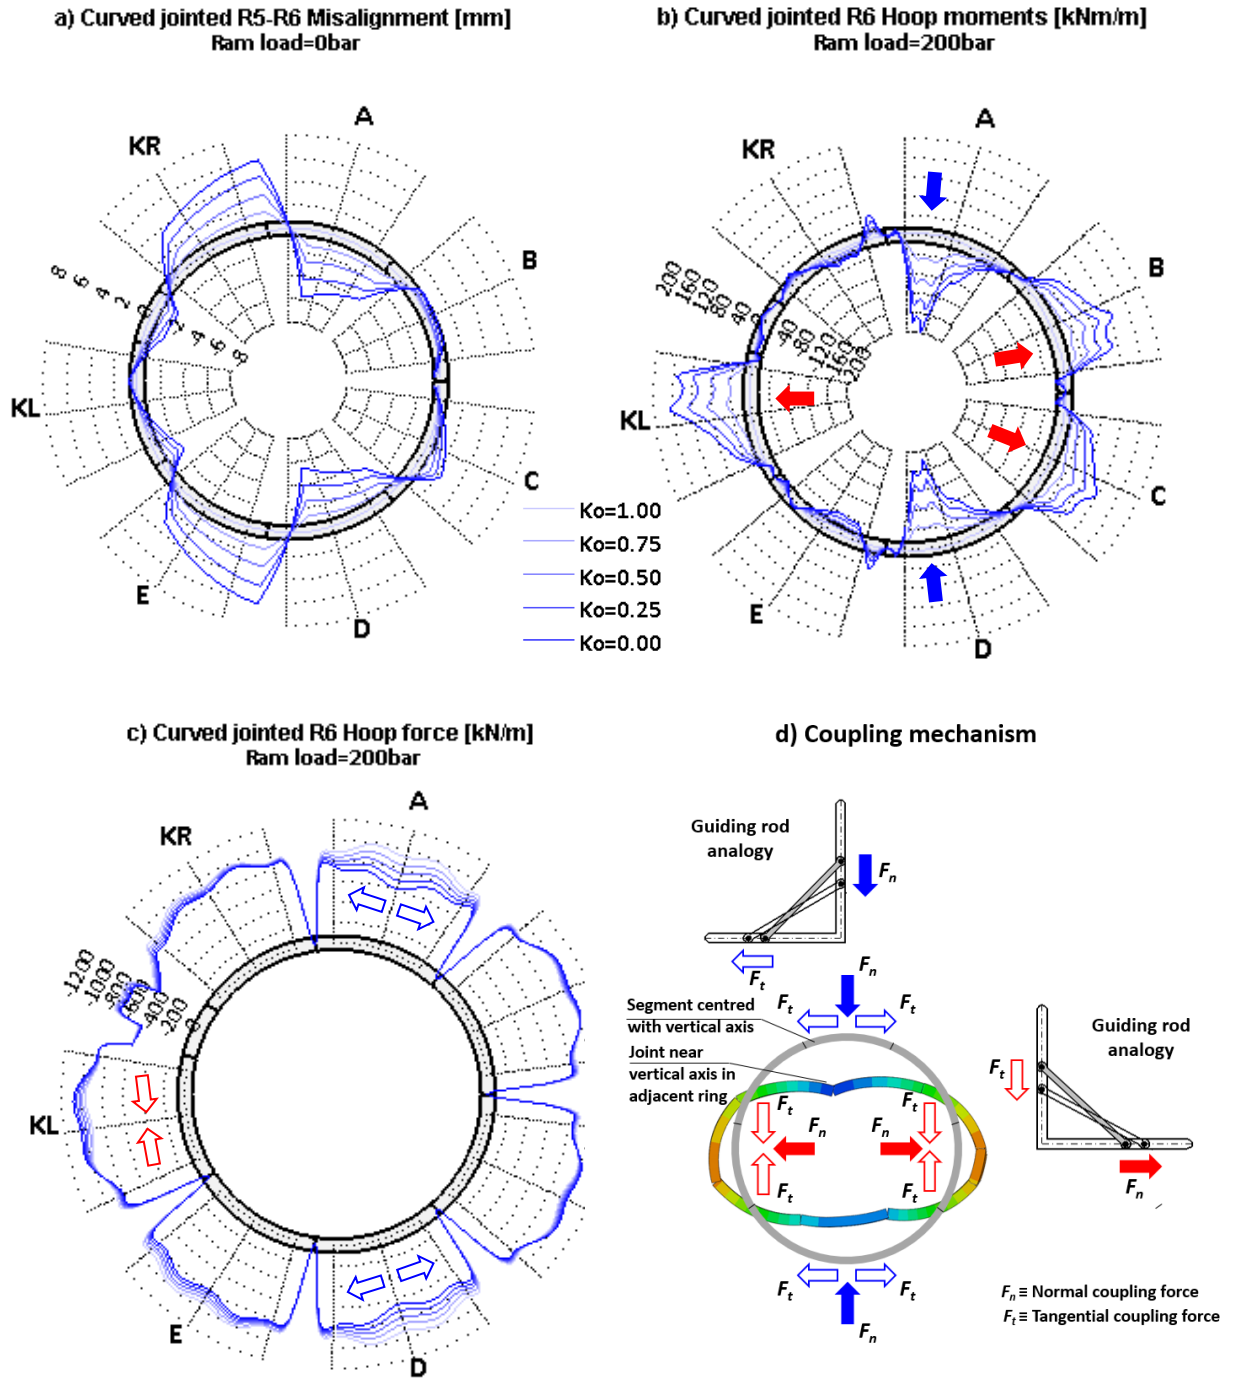 a) Curved jointed R5-R6 Misalignment [mm]
Ram load=0bar
A
KR
B
8
6
4
2
0
2
4
6
8
KL
C
E
D
Ko=1.00
Ko=0.75
Ko=0.50
Ko=0.25
Ko=0.00
b) Curved jointed R6 Hoop moments [kNm/m]
Ram load=200bar
A
KR
B
200
160
120
80
40
0
40
80
120
160
200
KL
C
E
D
c) Curved jointed R6 Hoop force [kN/m]
Ram load=200bar
A
KR
-1200
-1000
-800
-600
-400
-200
0
KL
E
D
d) Coupling mechanism
Guiding rod
analogy
Fn
Ft
Fn
Segment centred
with vertical axis
Ft
Ft
Joint near
vertical axis in
adjacent ring
Ft
Ft
Fn
Fn
Ft
Ft
Ft
Ft
Fn
Guiding rod
analogy
Ft
Fn
Fn ≡ Normal coupling force
Ft ≡ Tangential coupling force